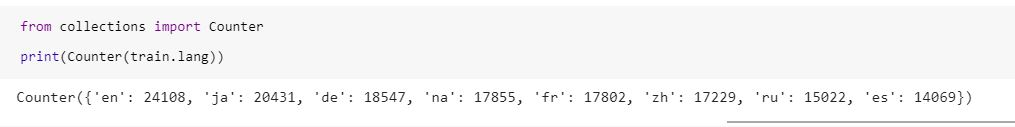 from collections import Counter
print(Counter(train.lang))
Counter({'en': 24108, 'ja': 20431, 'de': 18547, 'na': 17855, 'fr': 17802, 'zh': 17229, 'ru': 15022, 'es': 14069})